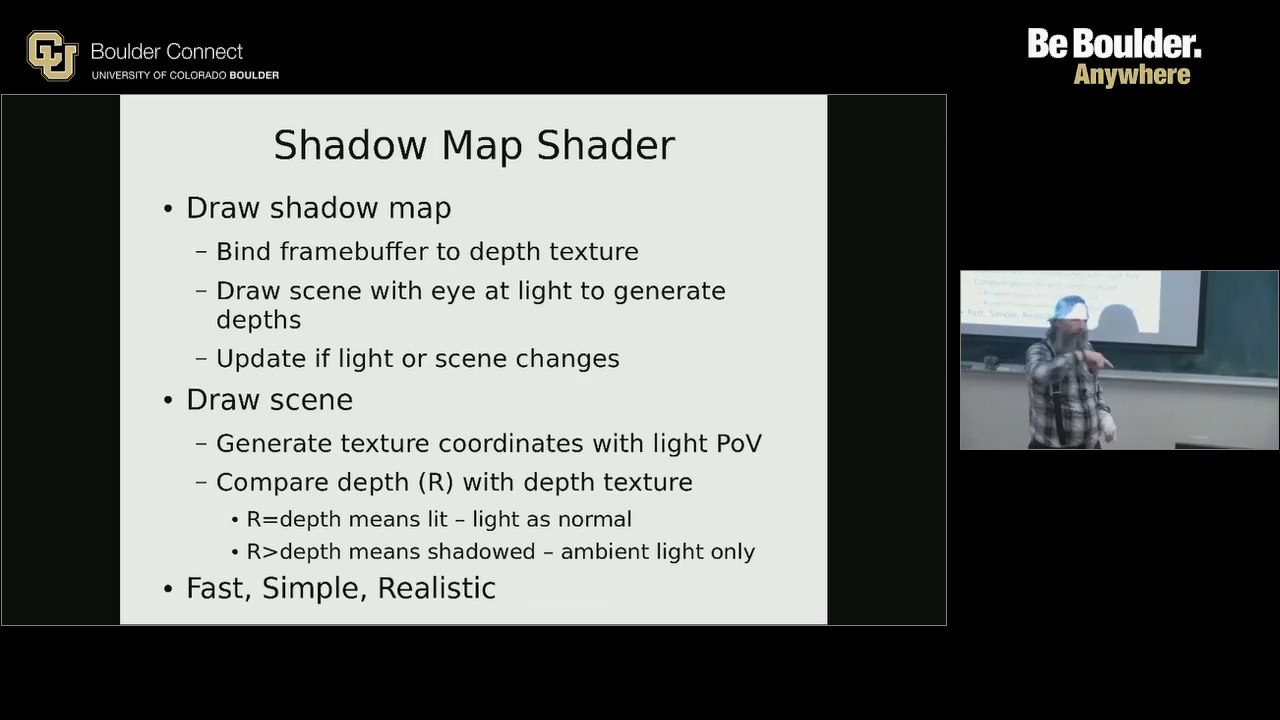 Boulder Connect
UNIVERSITY OF COLORADO BOULDER
Be Boulder.
Anywhere
Shadow Map Shader
• Draw shadow map
– Bind framebuffer to depth texture
– Draw scene with eye at light to generate
depths
– Update if light or scene changes
• Draw scene
– Generate texture coordinates with light PoV
– Compare depth (R) with depth texture
• R=depth means lit – light as normal
• R>depth means shadowed – ambient light only
• Fast, Simple, Realistic